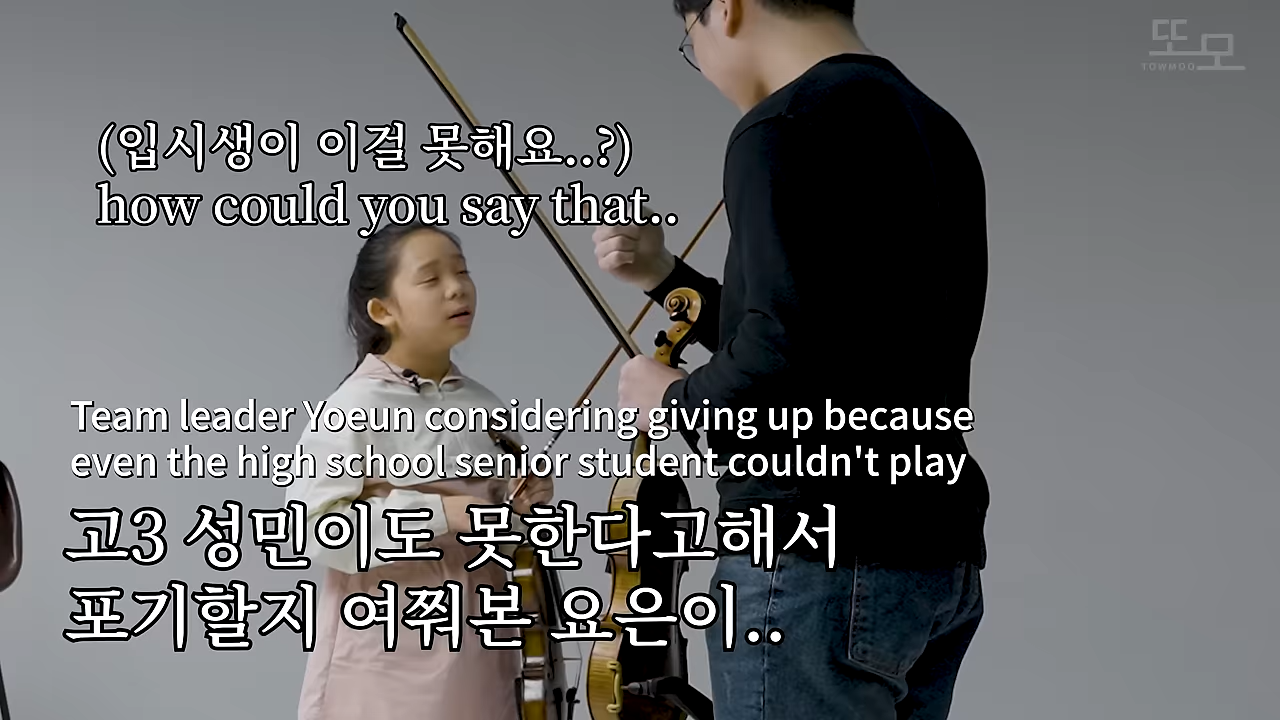 또모
TOWMOO
(입시생이 이걸 못해요..?)
how could you say that..
Team leader Yoeun considering giving up because
even the high school senior student couldn't play
고3 성민이도 못한다고해서
포기할지 여쭤본 요은이..